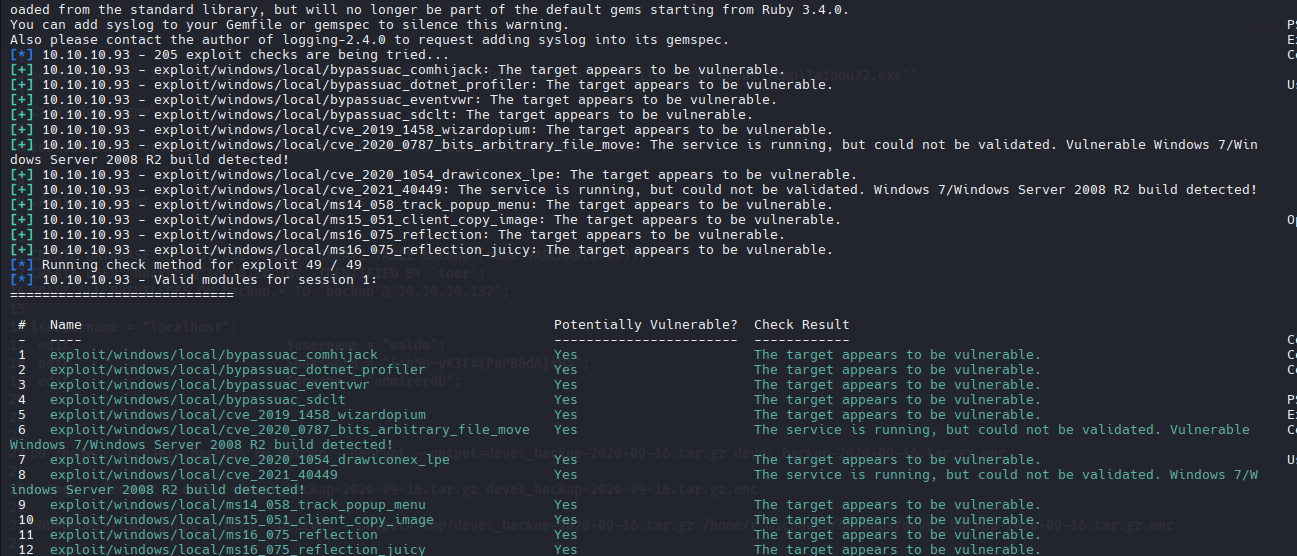 oaded from the standard library, but will no longer be part of the default gems starting from Ruby 3.4.0.
You can add syslog to your Gemfile or gemspec to silence this warning.
Also please contact the author of logging-2.4.0 to request adding syslog into its gemspec.
[*] 10.10.10.93 - 205 exploit checks are being tried...
[+] 10.10.10.93 - exploit/windows/local/bypassuac_comhijack: The target appears to be vulnerable.
[+] 10.10.10.93 - exploit/windows/local/bypassuac_dotnet_profiler: The target appears to be vulnerable.
[+] 10.10.10.93 - exploit/windows/local/bypassuac_eventvwr: The target appears to be vulnerable.
[+] 10.10.10.93 - exploit/windows/local/bypassuac_sdclt: The target appears to be vulnerable.
[+] 10.10.10.93 - exploit/windows/local/cve_2019_1458_wizardopium: The target appears to be vulnerable.
[+] 10.10.10.93 - exploit/windows/local/cve_2020_0787_bits_arbitrary_file_move: The service is running, but could not be validated. Vulnerable Windows 7/Win
dows Server 2008 R2 build detected!
[+] 10.10.10.93 - exploit/windows/local/cve_2020_1054_drawiconex_lpe: The target appears to be vulnerable.
[+] 10.10.10.93 - exploit/windows/local/cve_2021_40449: The service is running, but could not be validated. Windows 7/Windows Server 2008 R2 build detected!
[+] 10.10.10.93 - exploit/windows/local/ms14_058_track_popup_menu: The target appears to be vulnerable.
[+] 10.10.10.93 - exploit/windows/local/ms15_051_client_copy_image: The target appears to be vulnerable.
[+] 10.10.10.93 - exploit/windows/local/ms16_075_reflection: The target appears to be vulnerable.
[+] 10.10.10.93 - exploit/windows/local/ms16_075_reflection_juicy: The target appears to be vulnerable.
[*] Running check method for exploit 49 / 49
[*] 10.10.10.93 - Valid modules for session 1:
============================
# Name Potentially Vulnerable? Check Result
- ---- ----------------------- ------------
1 exploit/windows/local/bypassuac_comhijack Yes The target appears to be vulnerable.
2 exploit/windows/local/bypassuac_dotnet_profiler Yes The target appears to be vulnerable.
3 exploit/windows/local/bypassuac_eventvwr Yes The target appears to be vulnerable.
4 exploit/windows/local/bypassuac_sdclt Yes The target appears to be vulnerable.
5 exploit/windows/local/cve_2019_1458_wizardopium Yes The target appears to be vulnerable.
6 exploit/windows/local/cve_2020_0787_bits_arbitrary_file_move Yes The service is running, but could not be validated. Vulnerable
Windows 7/Windows Server 2008 R2 build detected!
7 exploit/windows/local/cve_2020_1054_drawiconex_lpe Yes The target appears to be vulnerable.
8 exploit/windows/local/cve_2021_40449 Yes The service is running, but could not be validated. Windows 7/W
indows Server 2008 R2 build detected!
9 exploit/windows/local/ms14_058_track_popup_menu Yes The target appears to be vulnerable.
10 exploit/windows/local/ms15_051_client_copy_image Yes The target appears to be vulnerable.
11 exploit/windows/local/ms16_075_reflection Yes The target appears to be vulnerable.
12 exploit/windows/local/ms16_075_reflection_juicy Yes The target appears to be vulnerable.